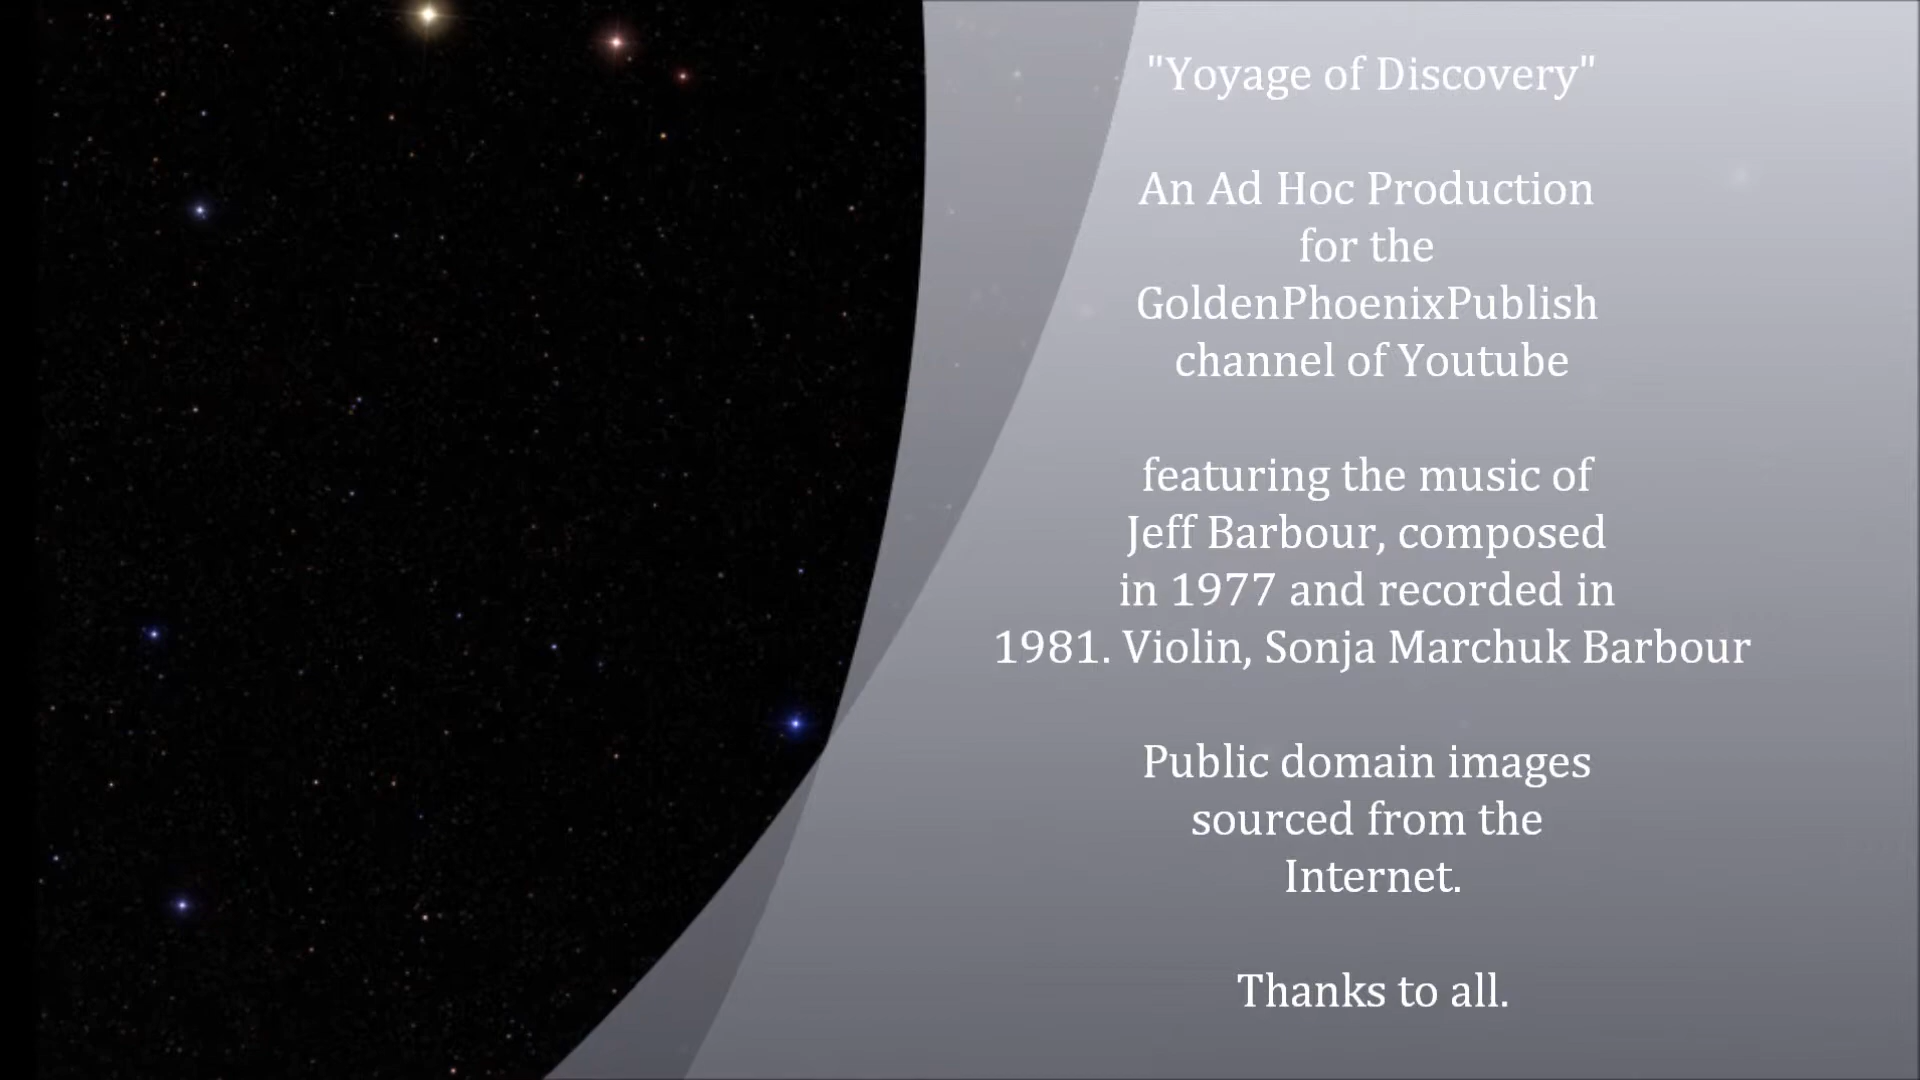 "Yoyage of Discovery"
An Ad Hoc Production
for the
GoldenPhoenixPublish
channel of Youtube
featuring the music of
Jeff Barbour, composed
in 1977 and recorded in
1981. Violin, Sonja Marchuk Barbour
Public domain images
sourced from the
Internet.
Thanks to all.